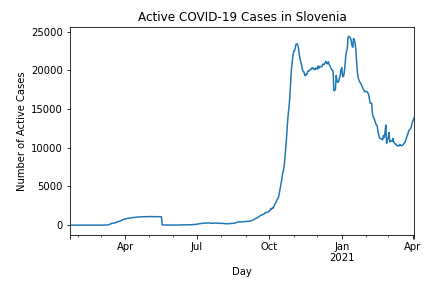 Active COVID-19 Cases in Slovenia
Number of Active Cases
25000
20000
15000
10000
5000
0
Apr
Jul
Oct
Jan
2021
Apr
Day